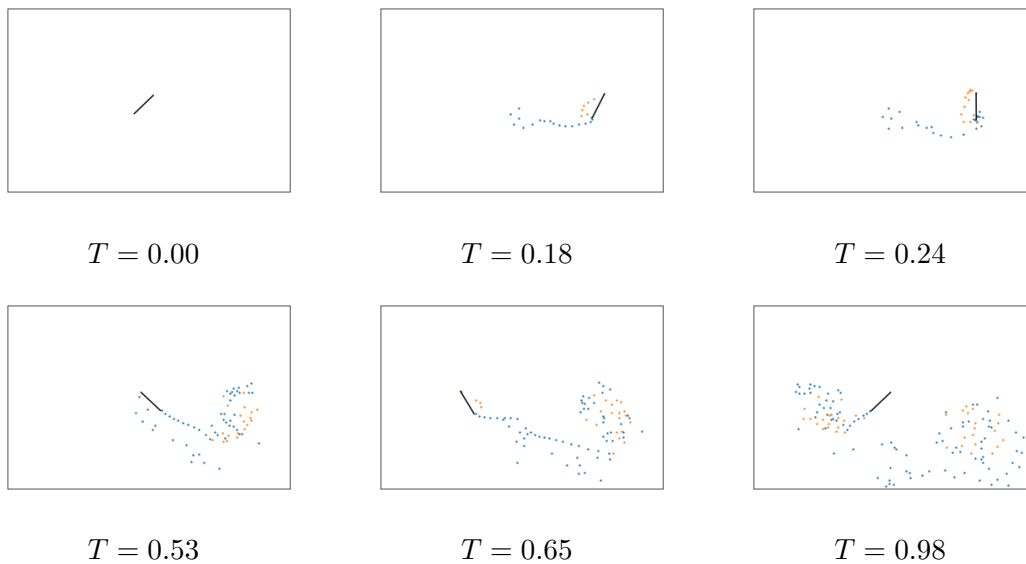 T = 0.00
T = 0.18
T = 0.24
T = 0.53
T = 0.65
T = 0.98